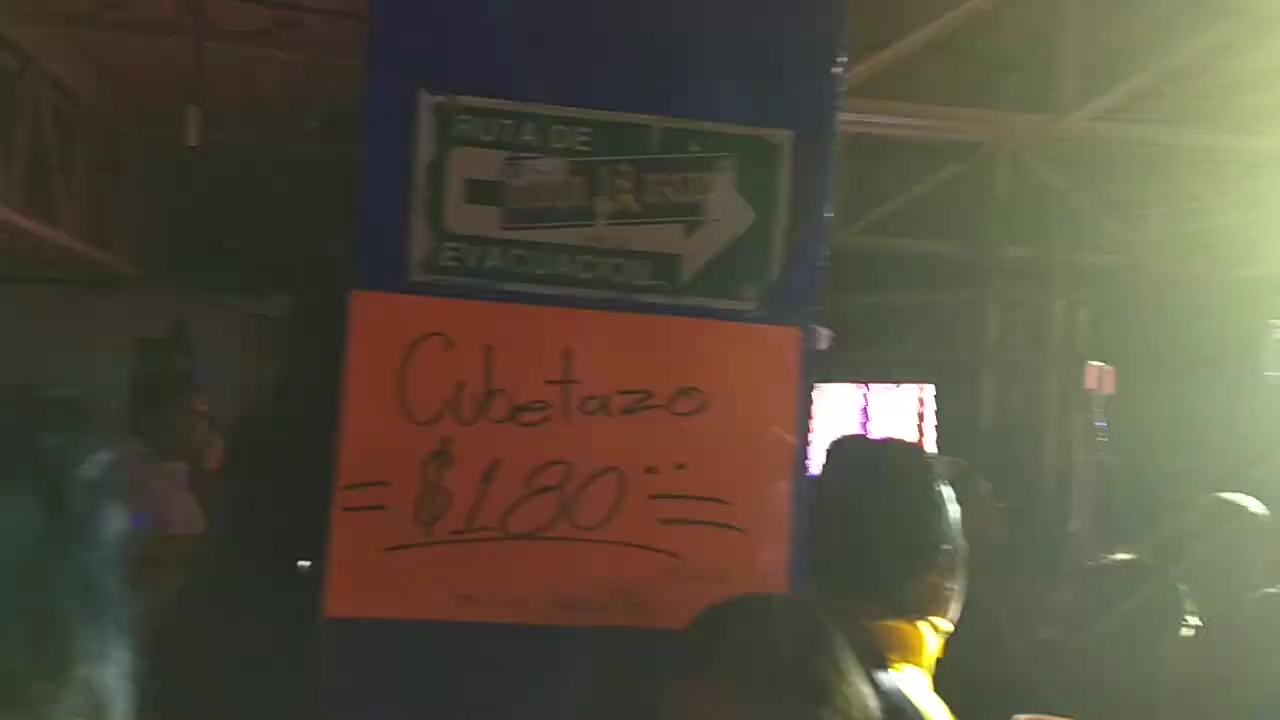 RUTA DE
EVACUACION
Cubetazo
= $180 =